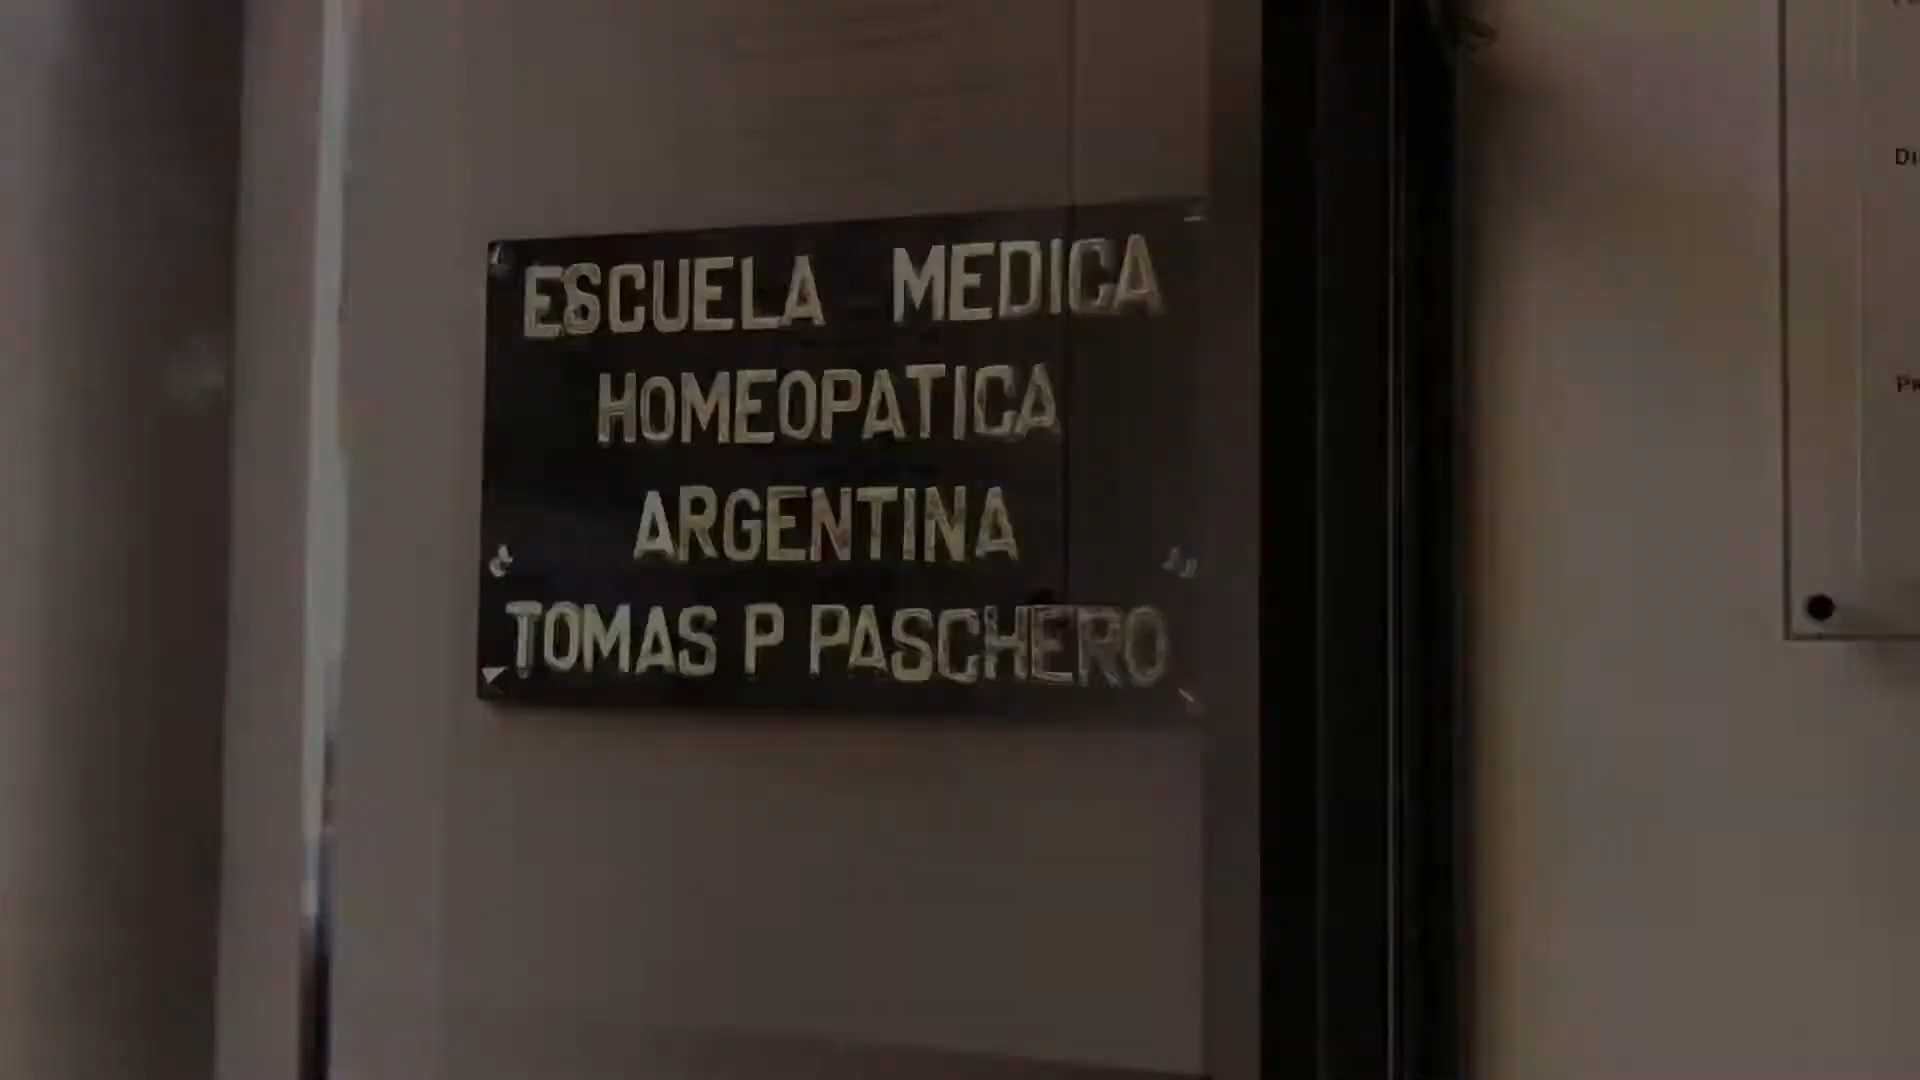 ESCUELA MEDICA
HOMEOPATICA
ARGENTINA
TOMAS P PASCHERO